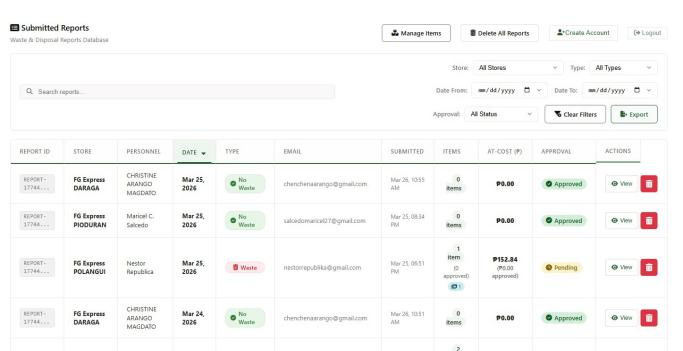 Submitted Reports
Waste & Disposal Reports Database
Manage Items
Delete All Reports
Create Account
Logout
Store: All Stores
Type: All Types
Search reports...
Date From: mm/dd/yyyy
Date To: mm/dd/yyyy
Approval: All Status
Clear Filters
Export
REPORT ID STORE PERSONNEL DATE TYPE EMAIL SUBMITTED ITEMS AT-COST (₱) APPROVAL ACTIONS
REPORT-
17744...
FG Express
DARAGA
CHRISTINE
ARANGO
MAGDATO
Mar 25,
2026
No
Waste
chenchenaarango@gmail.com
Mar 26, 10:55
AM
0
items
₱0.00
Approved
View
REPORT-
17744...
FG Express
PIODURAN
Maricel C.
Salcedo
Mar 25,
2026
No
Waste
salcedomaricel27@gmail.com
Mar 25, 08:34
PM
0
items
₱0.00
Approved
View
REPORT-
17744...
FG Express
POLANGUI
Nestor
Republica
Mar 25,
2026
Waste
nestorrepublika@gmail.com
Mar 25, 06:51
PM
1
item
(0
approved)
1
₱152.84
(₱0.00
approved)
Pending
View
REPORT-
17744...
FG Express
DARAGA
CHRISTINE
ARANGO
MAGDATO
Mar 24,
2026
No
Waste
chenchenaarango@gmail.com
Mar 25, 10:51
AM
0
items
₱0.00
Approved
View
2